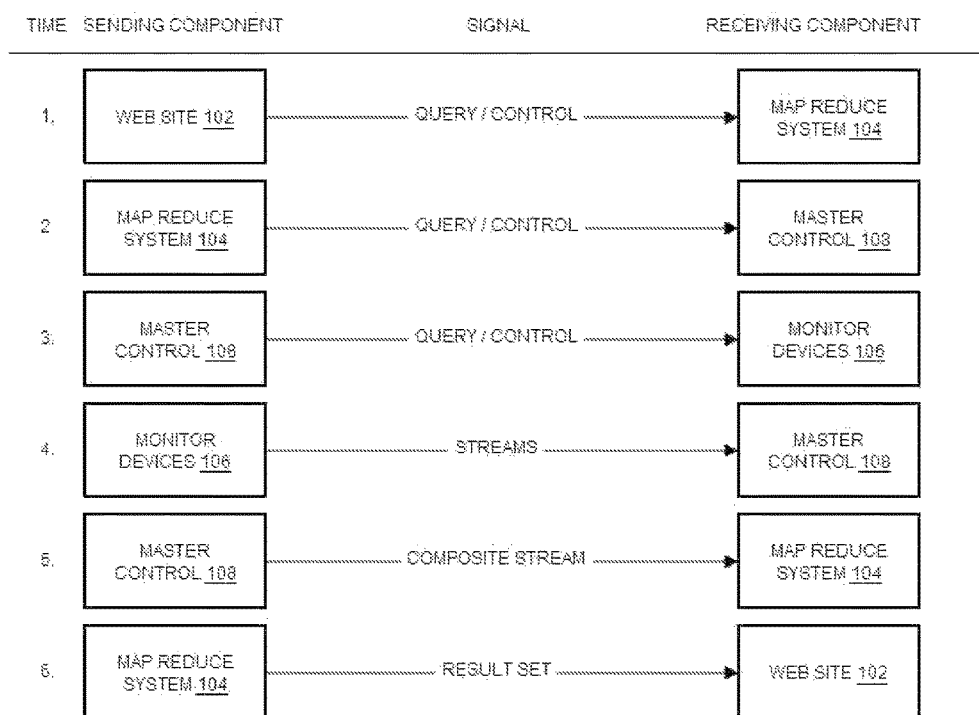 TIME SENDING COMPONENT SIGNAL RECEIVING COMPONENT
1. WEB SITE 102 QUERY / CONTROL MAP REDUCE
SYSTEM 104
2 MAP REDUCE
SYSTEM 104 QUERY / CONTROL MASTER
CONTROL 108
3. MASTER
CONTROL 108 QUERY / CONTROL MONITOR
DEVICES 106
4. MONITOR
DEVICES 106 STREAMS MASTER
CONTROL 108
5. MASTER
CONTROL 108 COMPOSITE STREAM MAP REDUCE
SYSTEM 104
6. MAP REDUCE
SYSTEM 104 RESULT SET WEB SITE 102